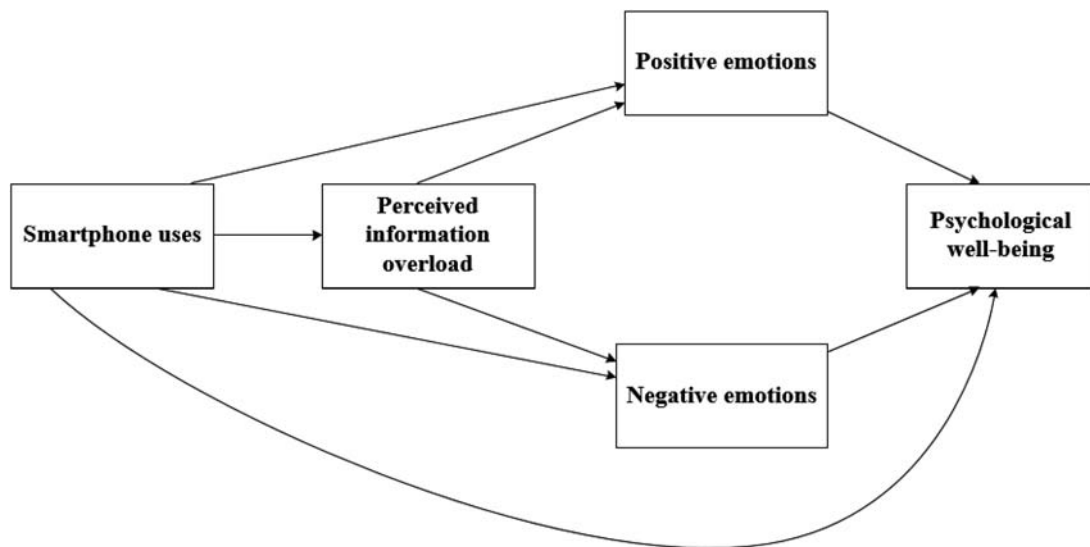 Positive emotions
Smartphone uses
Perceived
information
overload
Psychological
well-being
Negative emotions